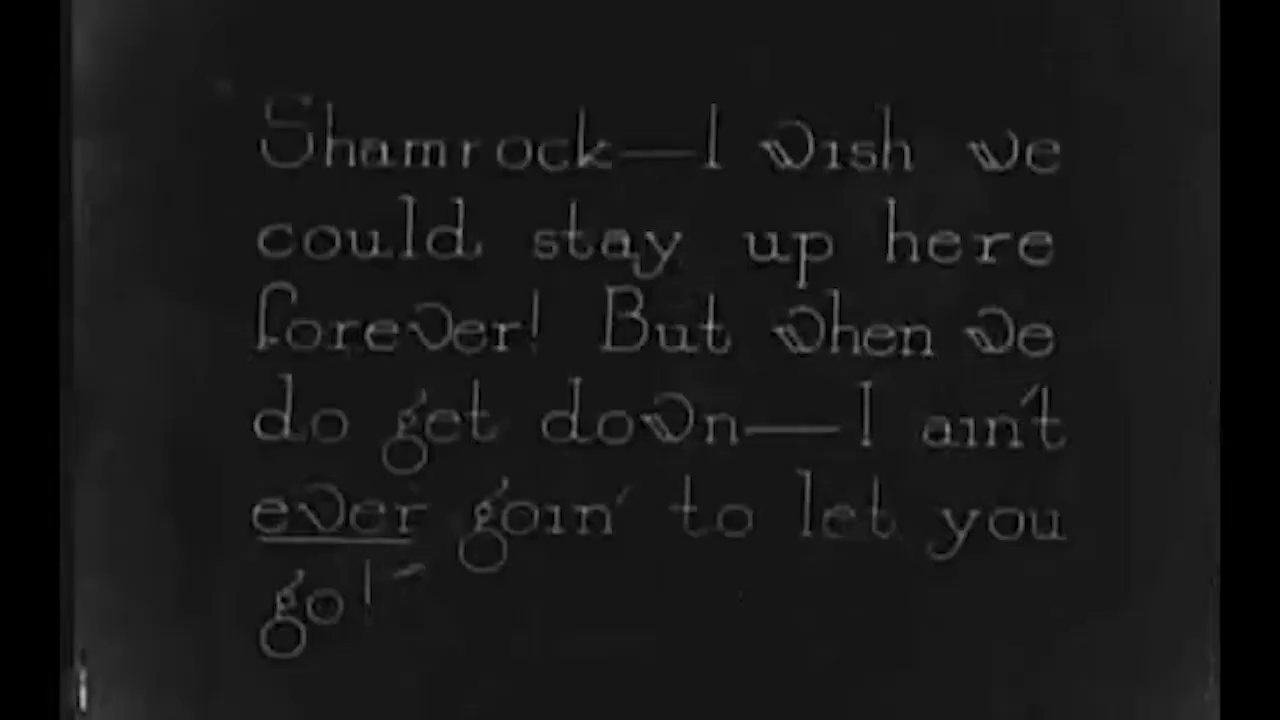 Shamrock—I wish we
could stay up here
forever! But when we
do get down—I ain't
ever goin' to let you
go!"